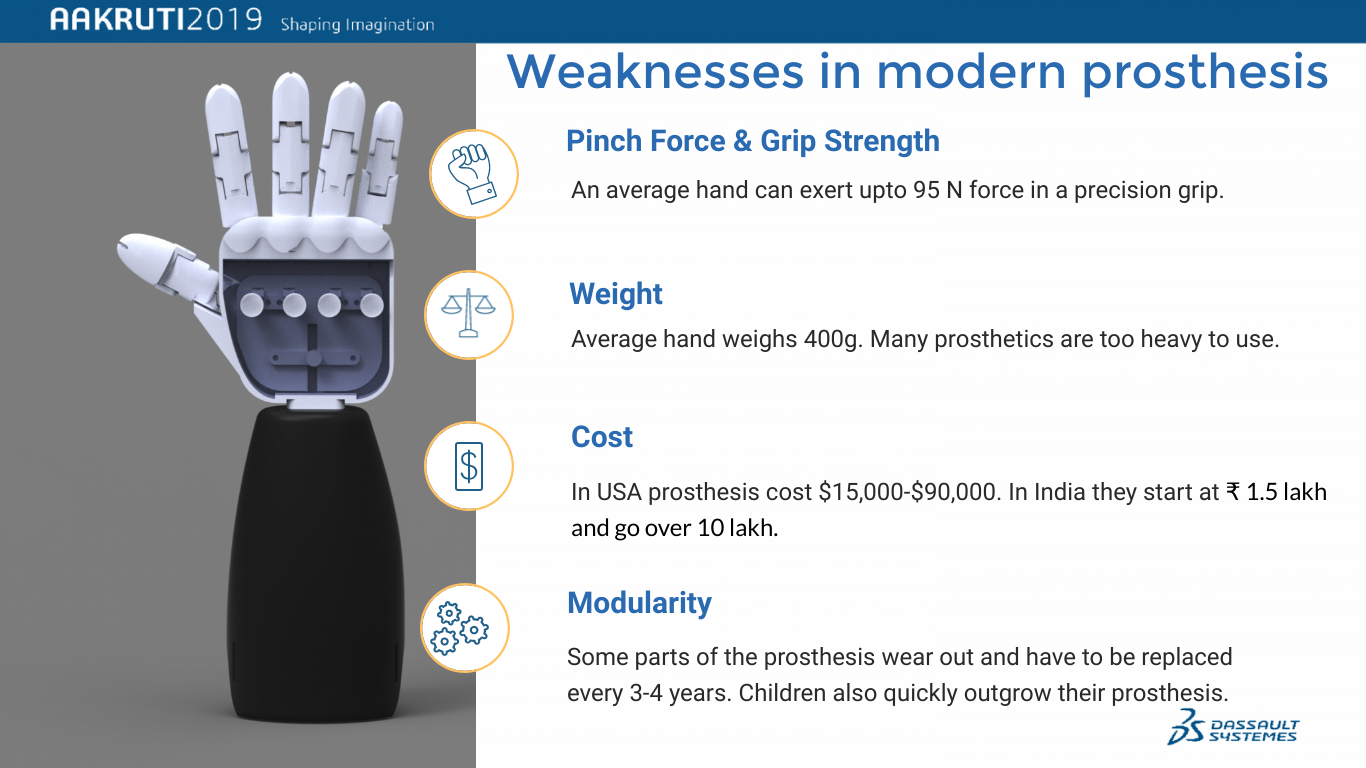 AAKRUTI2019 Shaping Imagination
Weaknesses in modern prosthesis
Pinch Force & Grip Strength
An average hand can exert upto 95 N force in a precision grip.
Weight
Average hand weighs 400g. Many prosthetics are too heavy to use.
$
Cost
In USA prosthesis cost $15,000-$90,000. In India they start at ₹ 1.5 lakh
and go over 10 lakh.
Modularity
Some parts of the prosthesis wear out and have to be replaced
every 3-4 years. Children also quickly outgrow their prosthesis.
DASSAULT
SYSTEMES